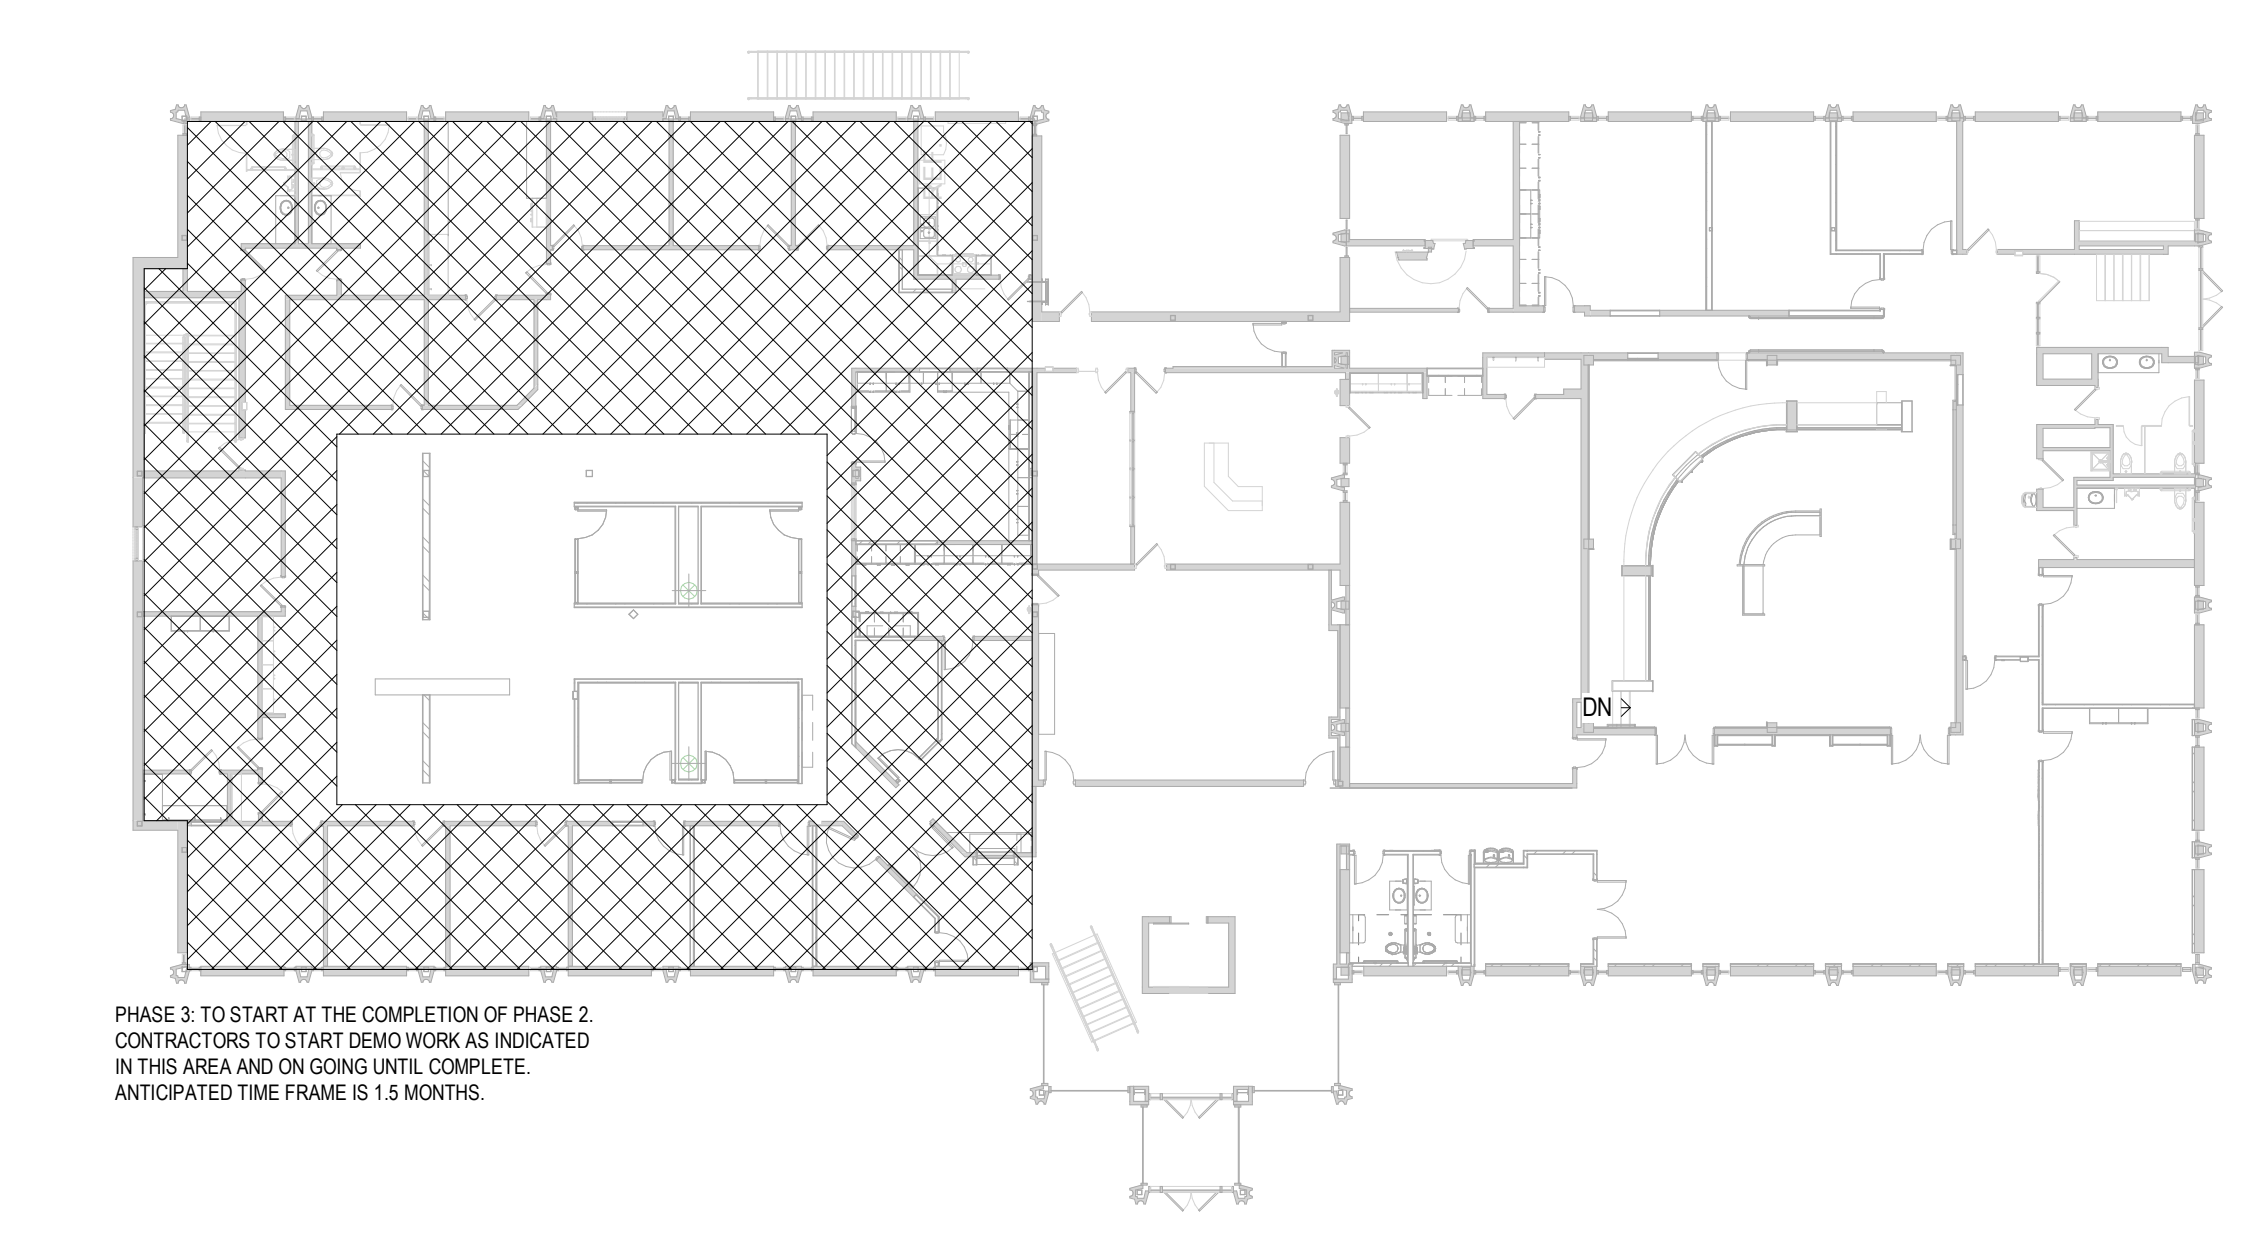 DN
PHASE 3: TO START AT THE COMPLETION OF PHASE 2.
CONTRACTORS TO START DEMO WORK AS INDICATED
IN THIS AREA AND ON GOING UNTIL COMPLETE.
ANTICIPATED TIME FRAME IS 1.5 MONTHS.